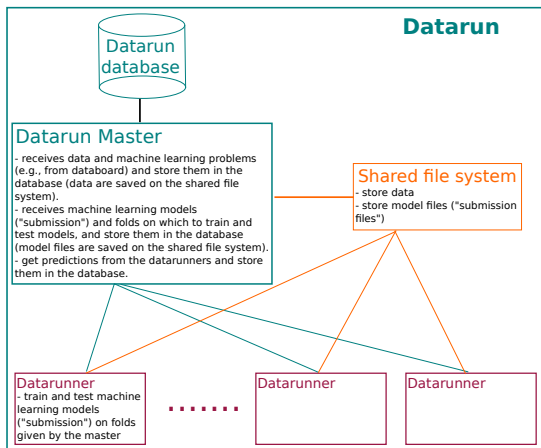 Datarun
Datarun
database
Datarun Master
- receives data and machine learning problems
(e.g., from databoard) and store them in the
database (data are saved on the shared file
system).
- receives machine learning models
("submission") and folds on which to train and
test models, and store them in the database
(model files are saved on the shared file system).
- get predictions from the datarunners and store
them in the database.
Shared file system
- store data
- store model files ("submission
files")
Datarunner
- train and test machine
learning models
("submission") on folds
given by the master
.......
Datarunner
Datarunner